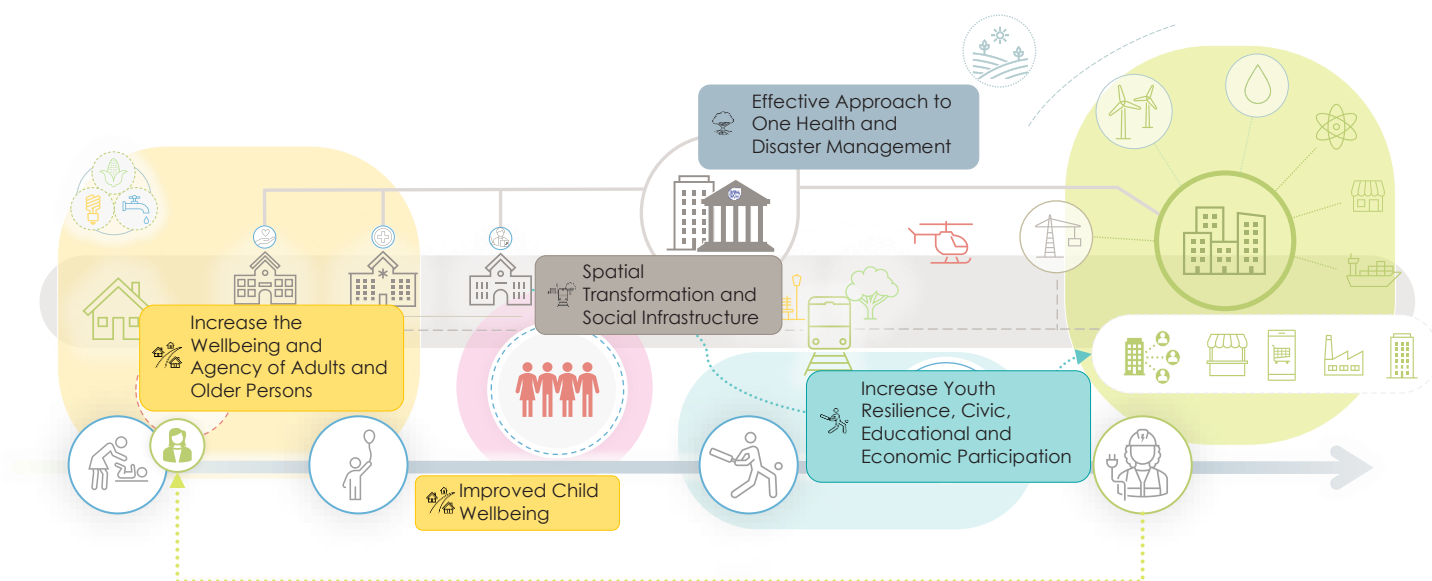 Effective Approach to
One Health and
Disaster Management
Spatial
Transformation and
Social Infrastructure
Increase the
Wellbeing and
Agency of Adults and
Older Persons
Increase Youth
Resilience, Civic,
Educational and
Economic Participation
Improved Child
Wellbeing